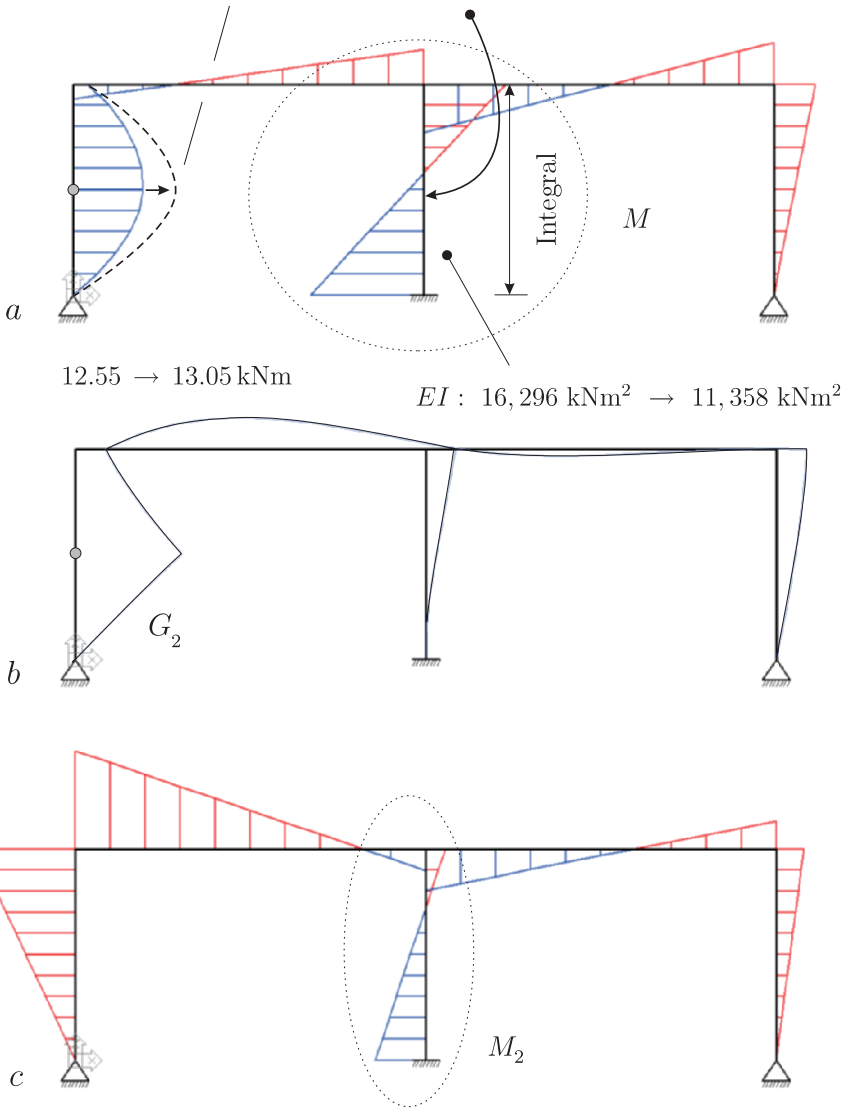 Integral
M
a
12.55 → 13.05 kNm
EI : 16,296 kNm² → 11,358 kNm²
G₂
b
M₂
c